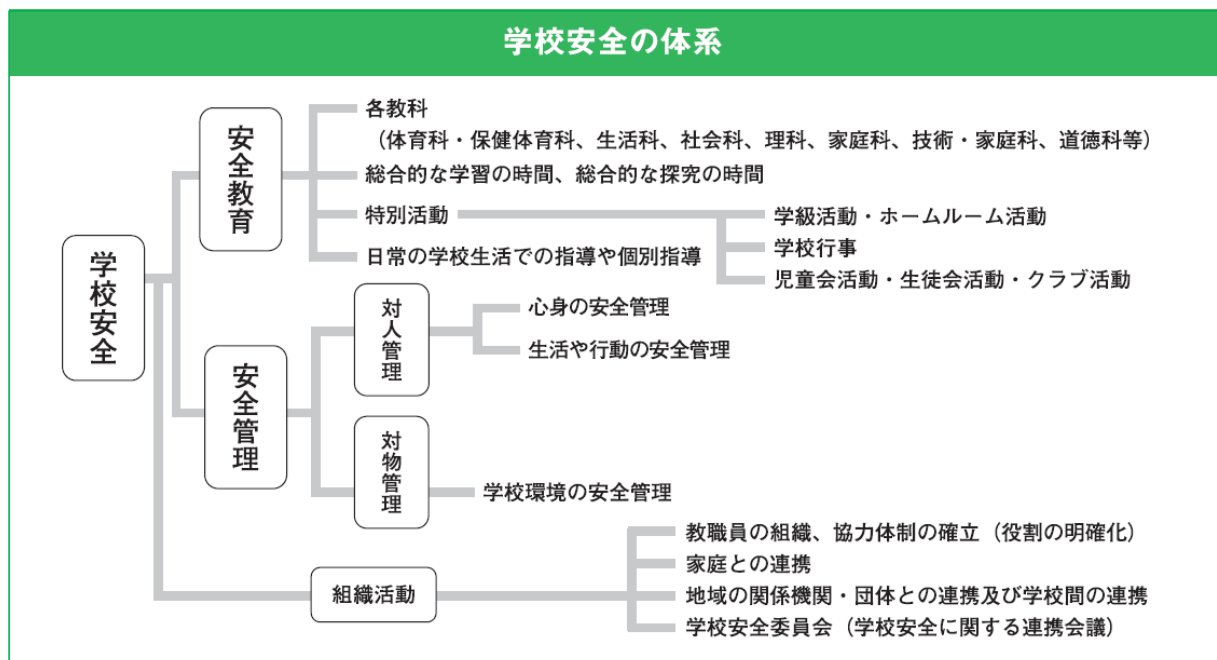 学校安全の体系
学校安全
安全教育
各教科
（体育科・保健体育科、生活科、社会科、理科、家庭科、技術・家庭科、道徳科等）
総合的な学習の時間、総合的な探究の時間
特別活動
学級活動・ホームルーム活動
学校行事
児童会活動・生徒会活動・クラブ活動
日常の学校生活での指導や個別指導
安全管理
対人管理
心身の安全管理
生活や行動の安全管理
対物管理
学校環境の安全管理
組織活動
教職員の組織、協力体制の確立（役割の明確化）
家庭との連携
地域の関係機関・団体との連携及び学校間の連携
学校安全委員会（学校安全に関する連携会議）